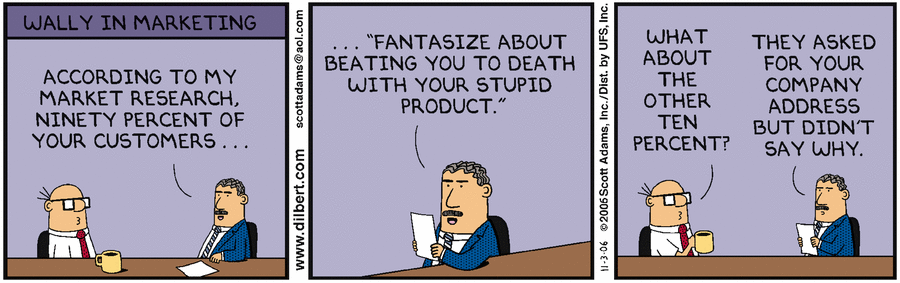 WALLY IN MARKETING
ACCORDING TO MY
MARKET RESEARCH,
NINETY PERCENT OF
YOUR CUSTOMERS . . .
www.dilbert.com scottadams@aol.com
. . . "FANTASIZE ABOUT
BEATING YOU TO DEATH
WITH YOUR STUPID
PRODUCT."
11-3-06 ©2006 Scott Adams, Inc./Dist. by UFS, Inc.
WHAT
ABOUT
THE
OTHER
TEN
PERCENT?
THEY ASKED
FOR YOUR
COMPANY
ADDRESS
BUT DIDN'T
SAY WHY.